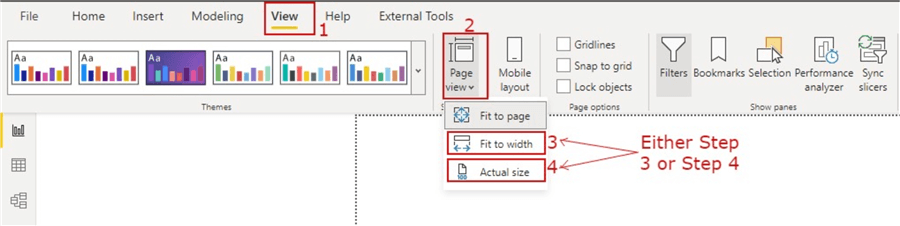 File Home Insert Modeling View Help External Tools
1
2
Aa Aa Aa Aa Aa Aa
Page view
Mobile layout
Gridlines
Snap to grid
Lock objects
Filters
Bookmarks
Selection
Performance analyzer
Sync slicers
Themes
S
Page options
Show panes
Fit to page
Fit to width
3
Actual size
4
Either Step
3 or Step 4
100